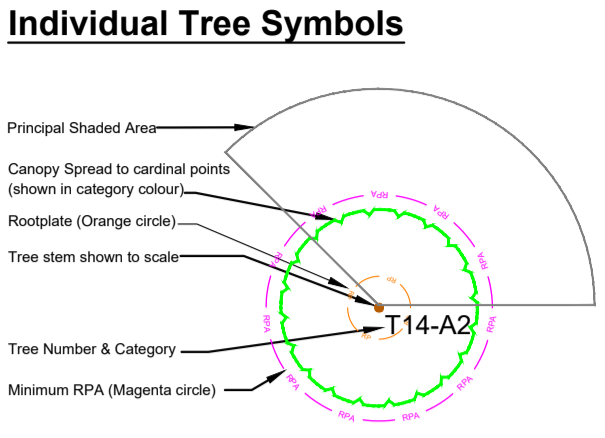 Individual Tree Symbols
Principal Shaded Area
Canopy Spread to cardinal points
(shown in category colour)
Rootplate (Orange circle)
Tree stem shown to scale
Tree Number & Category
Minimum RPA (Magenta circle)
T14-A2
RPA
RPA
RPA
RPA
RPA
RPA
RPA
RPA
RPA
RPA
RPA
RPA
RP
RP
RP